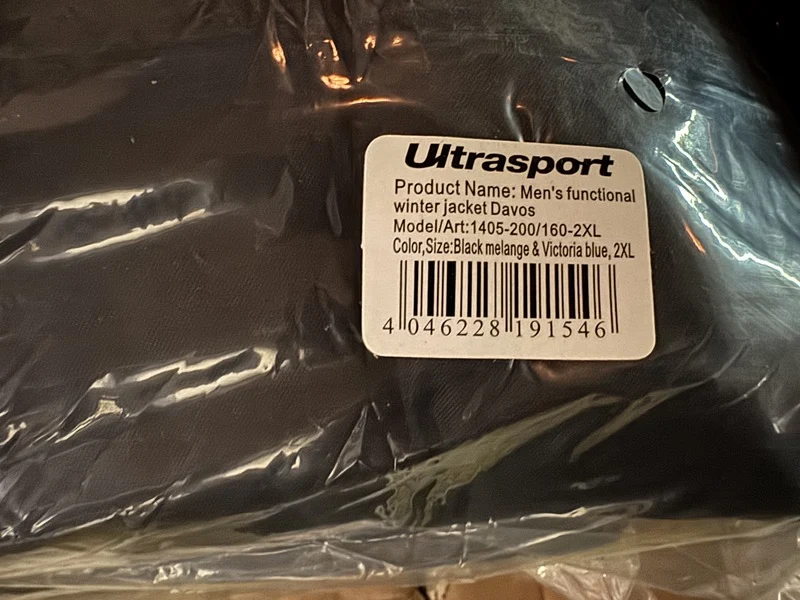 Ultrasport
Product Name: Men's functional
winter jacket Davos
Model/Art:1405-200/160-2XL
Color,Size:Black melange & Victoria blue, 2XL
4 046228 191546